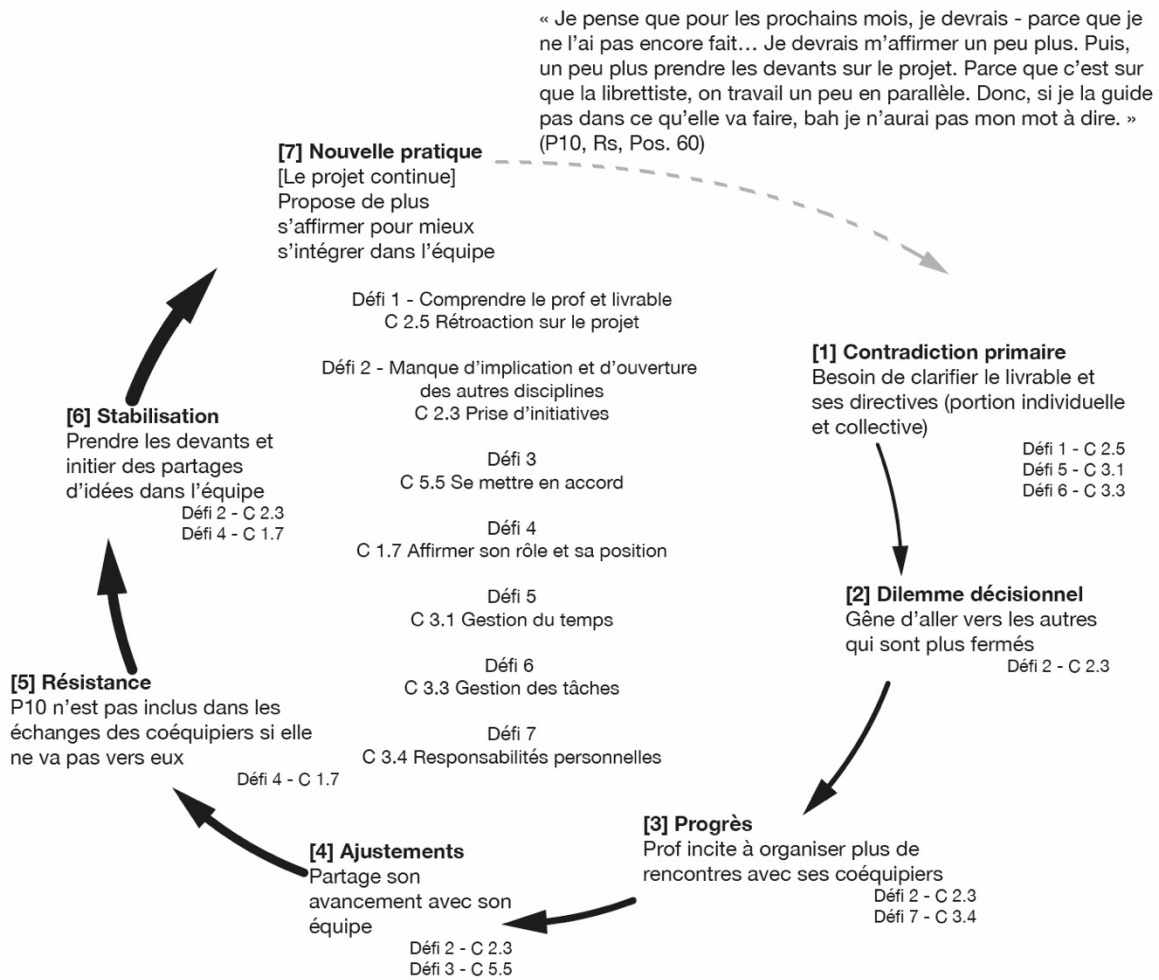 « Je pense que pour les prochains mois, je devrais - parce que je
ne l'ai pas encore fait… Je devrais m'affirmer un peu plus. Puis,
un peu plus prendre les devants sur le projet. Parce que c'est sur
que la librettiste, on travail un peu en parallèle. Donc, si je la guide
pas dans ce qu'elle va faire, bah je n'aurai pas mon mot à dire. »
(P10, Rs, Pos. 60)
[7] Nouvelle pratique
[Le projet continue]
Propose de plus
s'affirmer pour mieux
s'intégrer dans l'équipe
Défi 1 - Comprendre le prof et livrable
C 2.5 Rétroaction sur le projet
Défi 2 - Manque d'implication et d'ouverture
des autres disciplines
C 2.3 Prise d'initiatives
Défi 3
C 5.5 Se mettre en accord
Défi 4
C 1.7 Affirmer son rôle et sa position
Défi 5
C 3.1 Gestion du temps
Défi 6
C 3.3 Gestion des tâches
Défi 7
C 3.4 Responsabilités personnelles
[1] Contradiction primaire
Besoin de clarifier le livrable et
ses directives (portion individuelle
et collective)
Défi 1 - C 2.5
Défi 5 - C 3.1
Défi 6 - C 3.3
[2] Dilemme décisionnel
Gêne d'aller vers les autres
qui sont plus fermés
Défi 2 - C 2.3
[3] Progrès
Prof incite à organiser plus de
rencontres avec ses coéquipiers
Défi 2 - C 2.3
Défi 7 - C 3.4
[4] Ajustements
Partage son
avancement avec son
équipe
Défi 2 - C 2.3
Défi 3 - C 5.5
[5] Résistance
P10 n'est pas inclus dans les
échanges des coéquipiers si elle
ne va pas vers eux
Défi 4 - C 1.7
[6] Stabilisation
Prendre les devants et
initier des partages
d'idées dans l'équipe
Défi 2 - C 2.3
Défi 4 - C 1.7